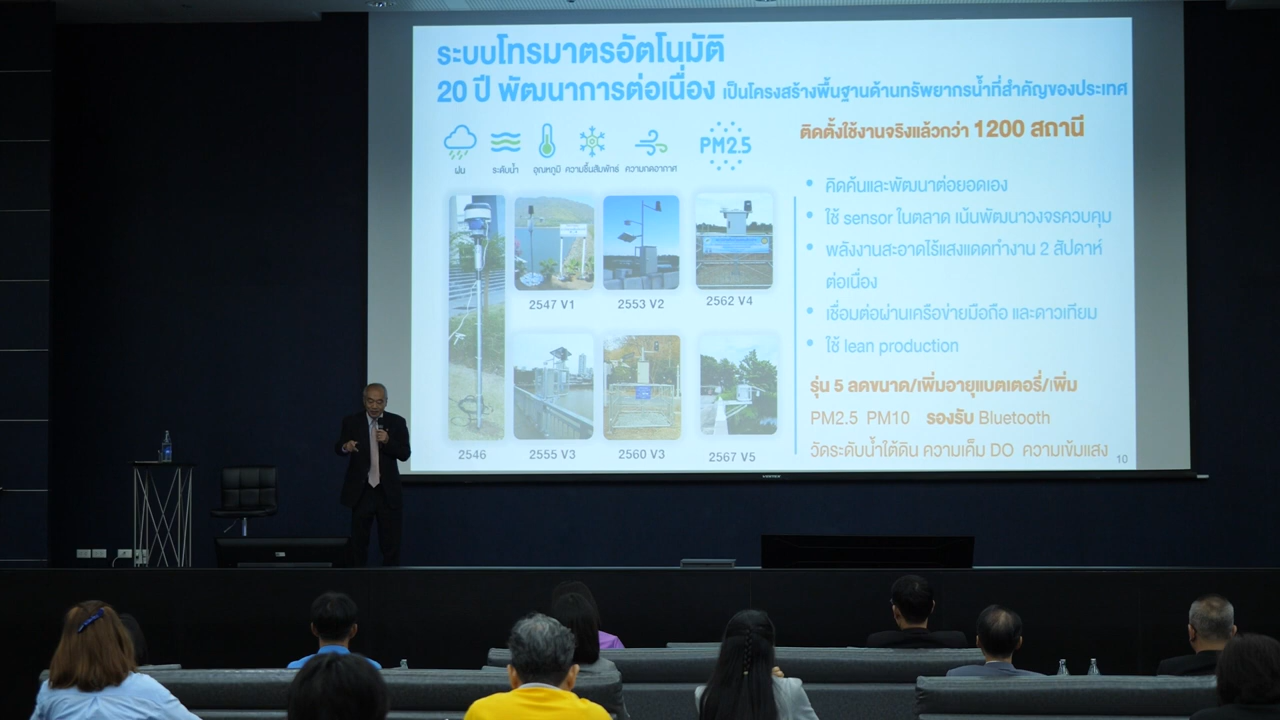 ระบบโทรมาตรอัตโนมัติ
20 ปี พัฒนาการต่อเนื่อง เป็นโครงสร้างพื้นฐานด้านทรัพยากรน้ำที่สำคัญของประเทศ
ฝน ระดับน้ำ อุณหภูมิ ความชื้นสัมพัทธ์ ความกดอากาศ PM2.5
2547 V1 2553 V2 2562 V4
2546 2555 V3 2560 V3 2567 V5
ติดตั้งใช้งานจริงแล้วกว่า 1200 สถานี
• คิดค้นและพัฒนาต่อยอดเอง
• ใช้ sensor ในตลาด เน้นพัฒนาวงจรควบคุม
• พลังงานสะอาดไร้แสงแดดทำงาน 2 สัปดาห์
ต่อเนื่อง
• เชื่อมต่อผ่านเครือข่ายมือถือ และดาวเทียม
• ใช้ lean production
รุ่น 5 ลดขนาด/เพิ่มอายุแบตเตอรี่/เพิ่ม
PM2.5 PM10 รองรับ Bluetooth
วัดระดับน้ำใต้ดิน ความเค็ม DO ความเข้มแสง
10